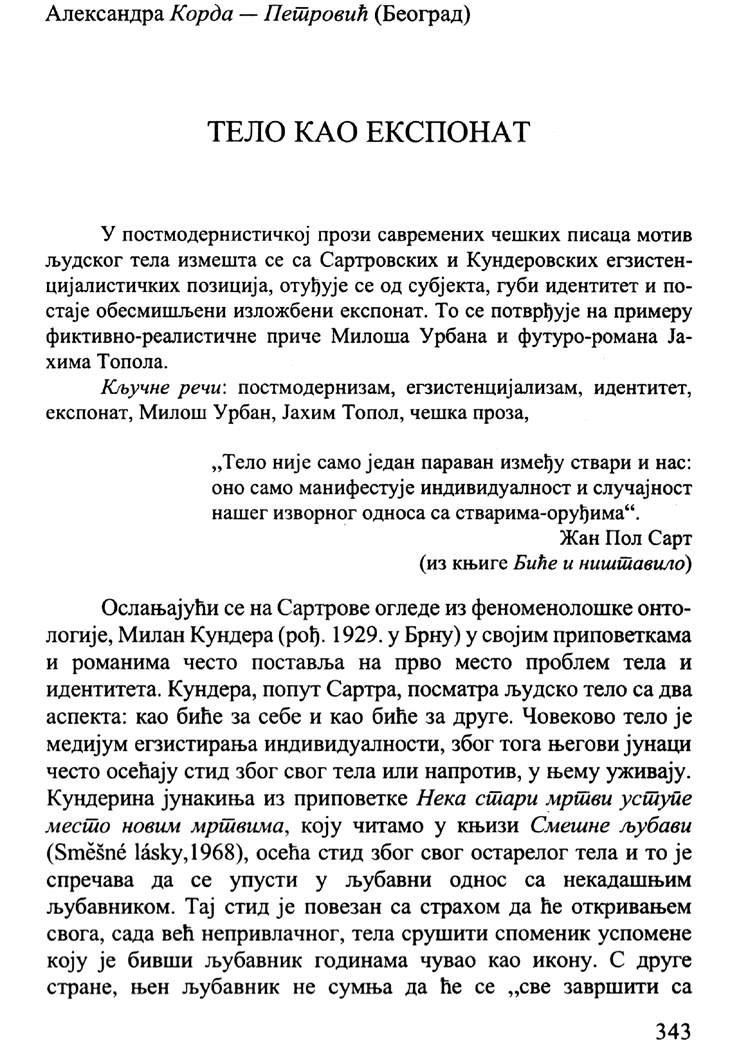 Александра Корда — Петровић (Београд)
ТЕЛО КАО ЕКСПОНАТ
У постмодернистичкој прози савремених чешких писаца мотив
људског тела измешта се са Сартровских и Кундеровских егзистен-
цијалистичких позиција, отуђује се од субјекта, губи идентитет и по-
стаје обесмишљени изложбени експонат. То се потврђује на примеру
фиктивно-реалистичне приче Милоша Урбана и футуро-романа Ја-
хима Топола.
Кључне речи: постмодернизам, егзистенцијализам, идентитет,
експонат, Милош Урбан, Јахим Топол, чешка проза,
„Тело није само један параван између ствари и нас:
оно само манифестује индивидуалност и случајност
нашег изворног односа са стварима-оруђима“.
Жан Пол Сарт
(из књиге Биће и ништавило)
Ослањајући се на Сартрове огледе из феноменолошке онто-
логије, Милан Кундера (рођ. 1929. у Брну) у својим приповеткама
и романима често поставља на прво место проблем тела и
идентитета. Кундера, попут Сартра, посматра људско тело са два
аспекта: као биће за себе и као биће за друге. Човеково тело је
медијум егзистирања индивидуалности, због тога његови јунаци
често осећају стид због свог тела или напротив, у њему уживају.
Кундерина јунакиња из приповетке Нека стари мртви уступе
место новим мртвима, коју читамо у књизи Смешне љубави
(Směšné lásky,1968), осећа стид због свог остарелог тела и то је
спречава да се упусти у љубавни однос са некадашњим
љубавником. Тај стид је повезан са страхом да ће откривањем
свога, сада већ непривлачног, тела срушити споменик успомене
коју је бивши љубавник годинама чувао као икону. С друге
стране, њен љубавник не сумња да ће се „све завршити са
343